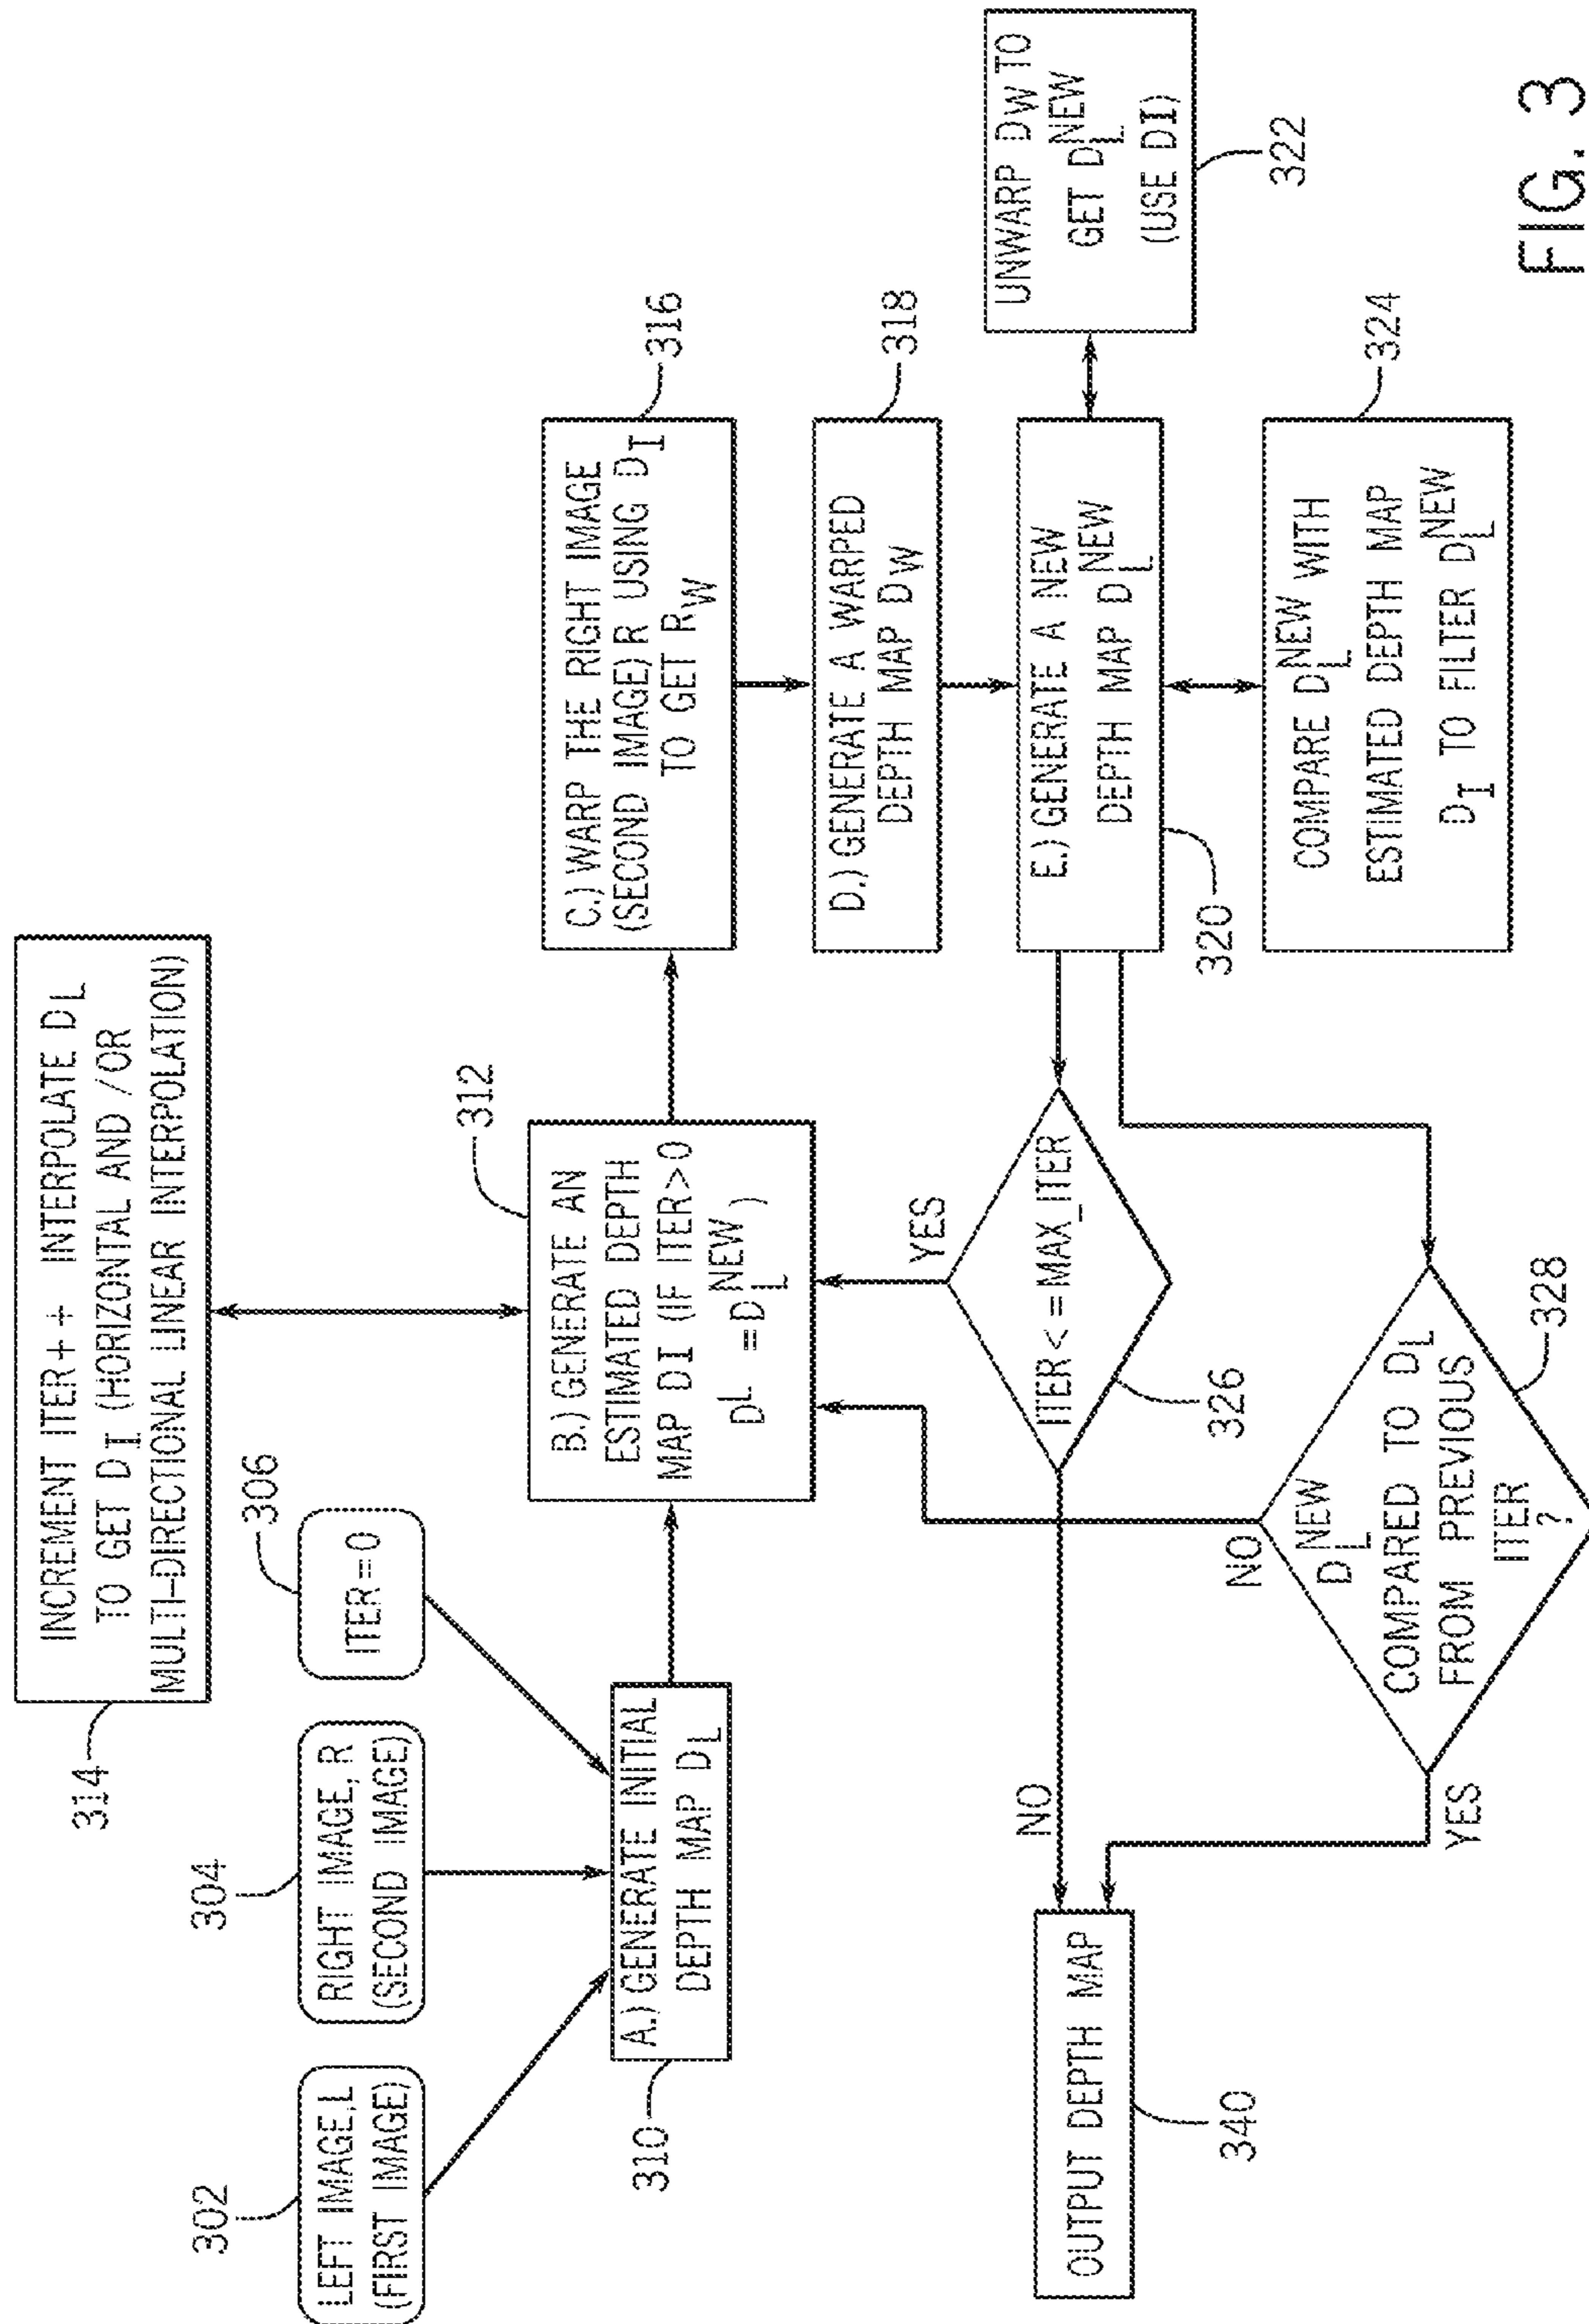 INCREMENT ITER++ INTERPOLATE D_L
TO GET D_I (HORIZONTAL AND /OR
MULTI-DIRECTIONAL LINEAR INTERPOLATION)
314
302
LEFT IMAGE,L
(FIRST IMAGE)
304
RIGHT IMAGE, R
(SECOND IMAGE)
306
ITER=0
A.) GENERATE INITIAL
DEPTH MAP D_L
310
312
B.) GENERATE AN
ESTIMATED DEPTH
MAP DI (IF ITER>0
D^L =D_L^NEW )
C.) WARP THE RIGHT IMAGE
(SECOND IMAGE) R USING D_I
TO GET R_W
316
D.) GENERATE A WARPED
DEPTH MAP D_W
318
E.) GENERATE A NEW
DEPTH MAP D_L^NEW
320
UNWARP D_W TO
GET D_L^NEW
(USE DI)
322
COMPARE D_L^NEW WITH
ESTIMATED DEPTH MAP
D_I TO FILTER D_L^NEW
324
YES
ITER<=MAX_ITER
326
NO
NO
D_L^NEW
COMPARED TO D_L
FROM PREVIOUS
ITER
?
328
YES
OUTPUT DEPTH MAP
340
FIG. 3